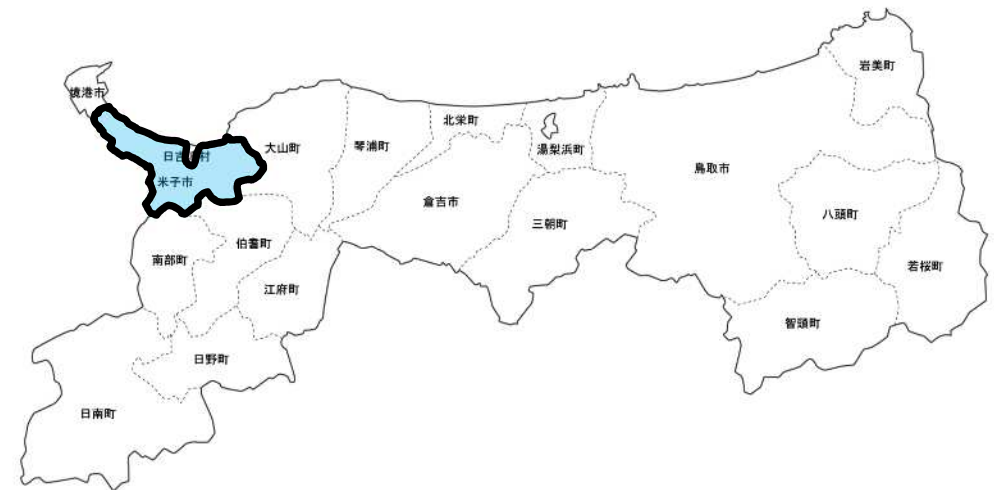 境港市
岩美町
北栄町
日吉
村
大山町
琴浦町
湯梨浜町
鳥取市
米子市
倉吉市
三朝町
八頭町
伯耆町
南部町
若桜町
江府町
智頭町
日野町
日南町